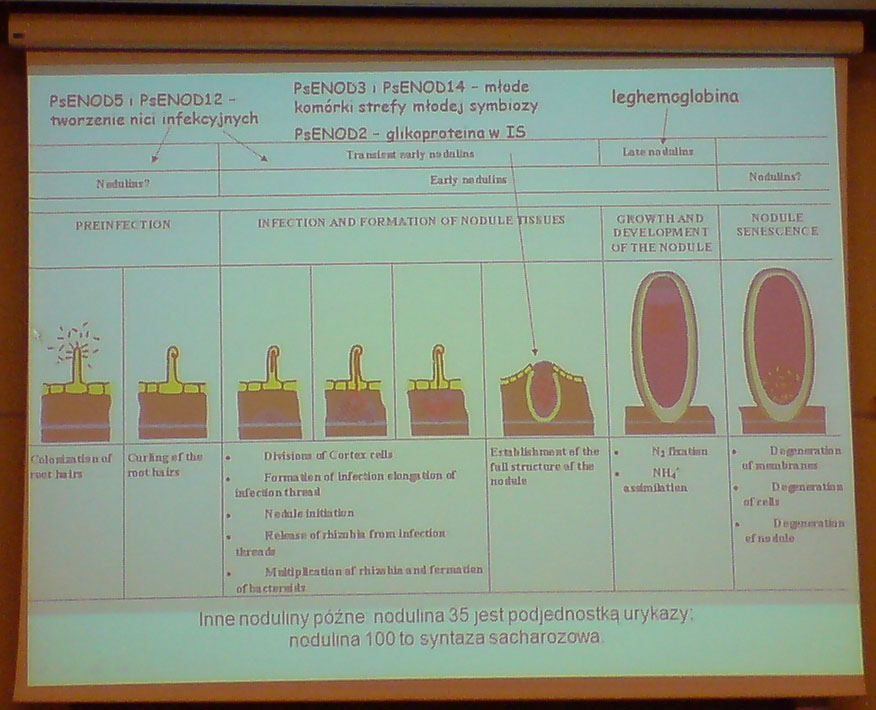 PsENOD5 i PsENOD12 -
tworzenie nici infekcyjnych
PsENOD3 i PsENOD14 - młode
komórki strefy młodej symbiozy
PsENOD2 - glikoproteina w IS
leghemoglobina
Transient early nodulins
Late nodulins
Nodulins?
Early nodulins
Nodulins?
PREINFECTION
INFECTION AND FORMATION OF NODULE TISSUES
GROWTH AND
DEVELOPMENT
OF THE NODULE
NODULE
SENESCENCE
Colonization of
root hairs
Curling of the
root hairs
• Divisions of Cortex cells
• Formation of infection elongation of
infection thread
• Nodule initiation
• Release of rhizobia from infection
threads
• Multiplication of rhizobia and formation
of bacteroids
Establishment of the
full structure of the
nodule
• N₂ fixation
• NH₄⁺
assimilation
• Degeneration
of membranes
• Degeneration
of cells
• Degeneration
of nodule
Inne noduliny późne nodulina 35 jest podjednostką urykazy;
nodulina 100 to syntaza sacharozowa.